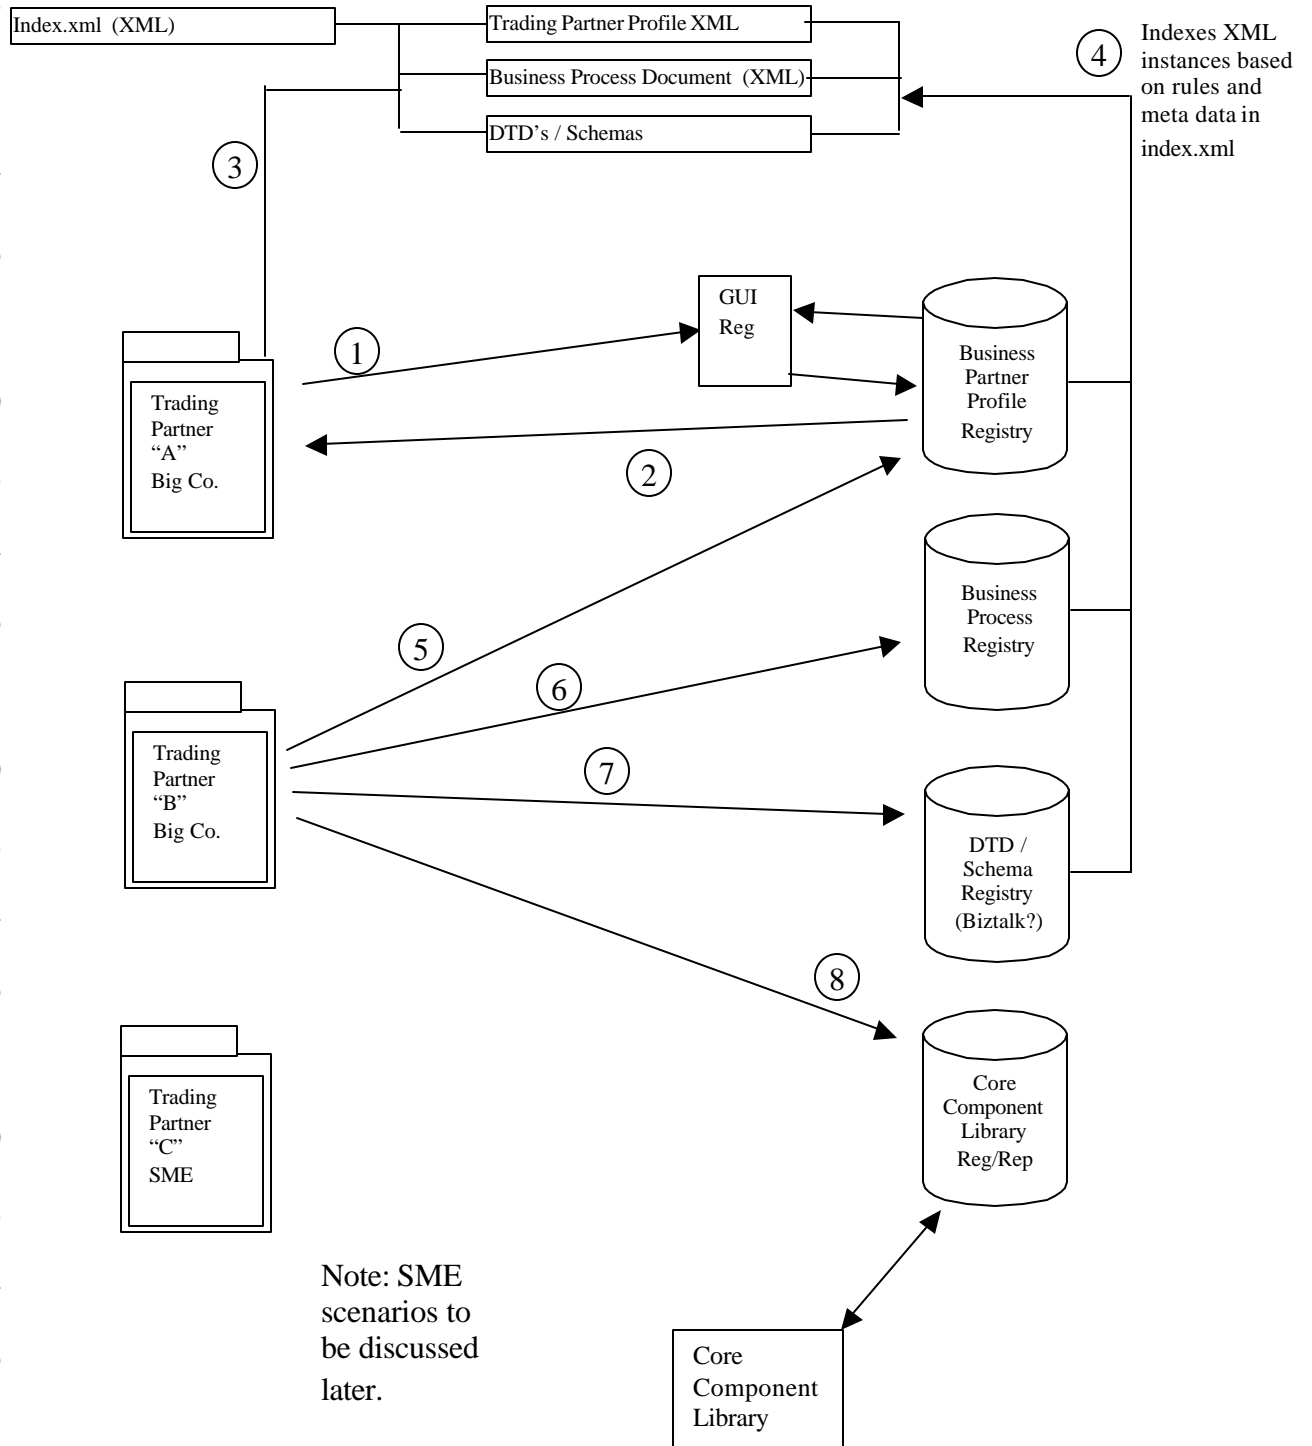 Index.xml (XML)
Trading Partner Profile XML
Business Process Document (XML)
DTD's / Schemas
4
Indexes XML
instances based
on rules and
meta data in
index.xml
3
GUI
Reg
1
Business
Partner
Profile
Registry
Trading
Partner
“A”
Big Co.
2
Business
Process
Registry
5
6
Trading
Partner
“B”
Big Co.
7
DTD /
Schema
Registry
(Biztalk?)
8
Trading
Partner
“C”
SME
Core
Component
Library
Reg/Rep
Note: SME
scenarios to
be discussed
later.
Core
Component
Library